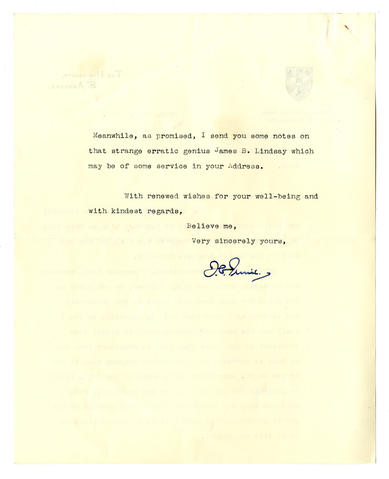 Meanwhile, as promised, I send you some notes on
that strange erratic genius James B. Lindsay which
may be of some service in your Address.
With renewed wishes for your well-being and
with kindest regards,
Believe me,
Very sincerely yours,